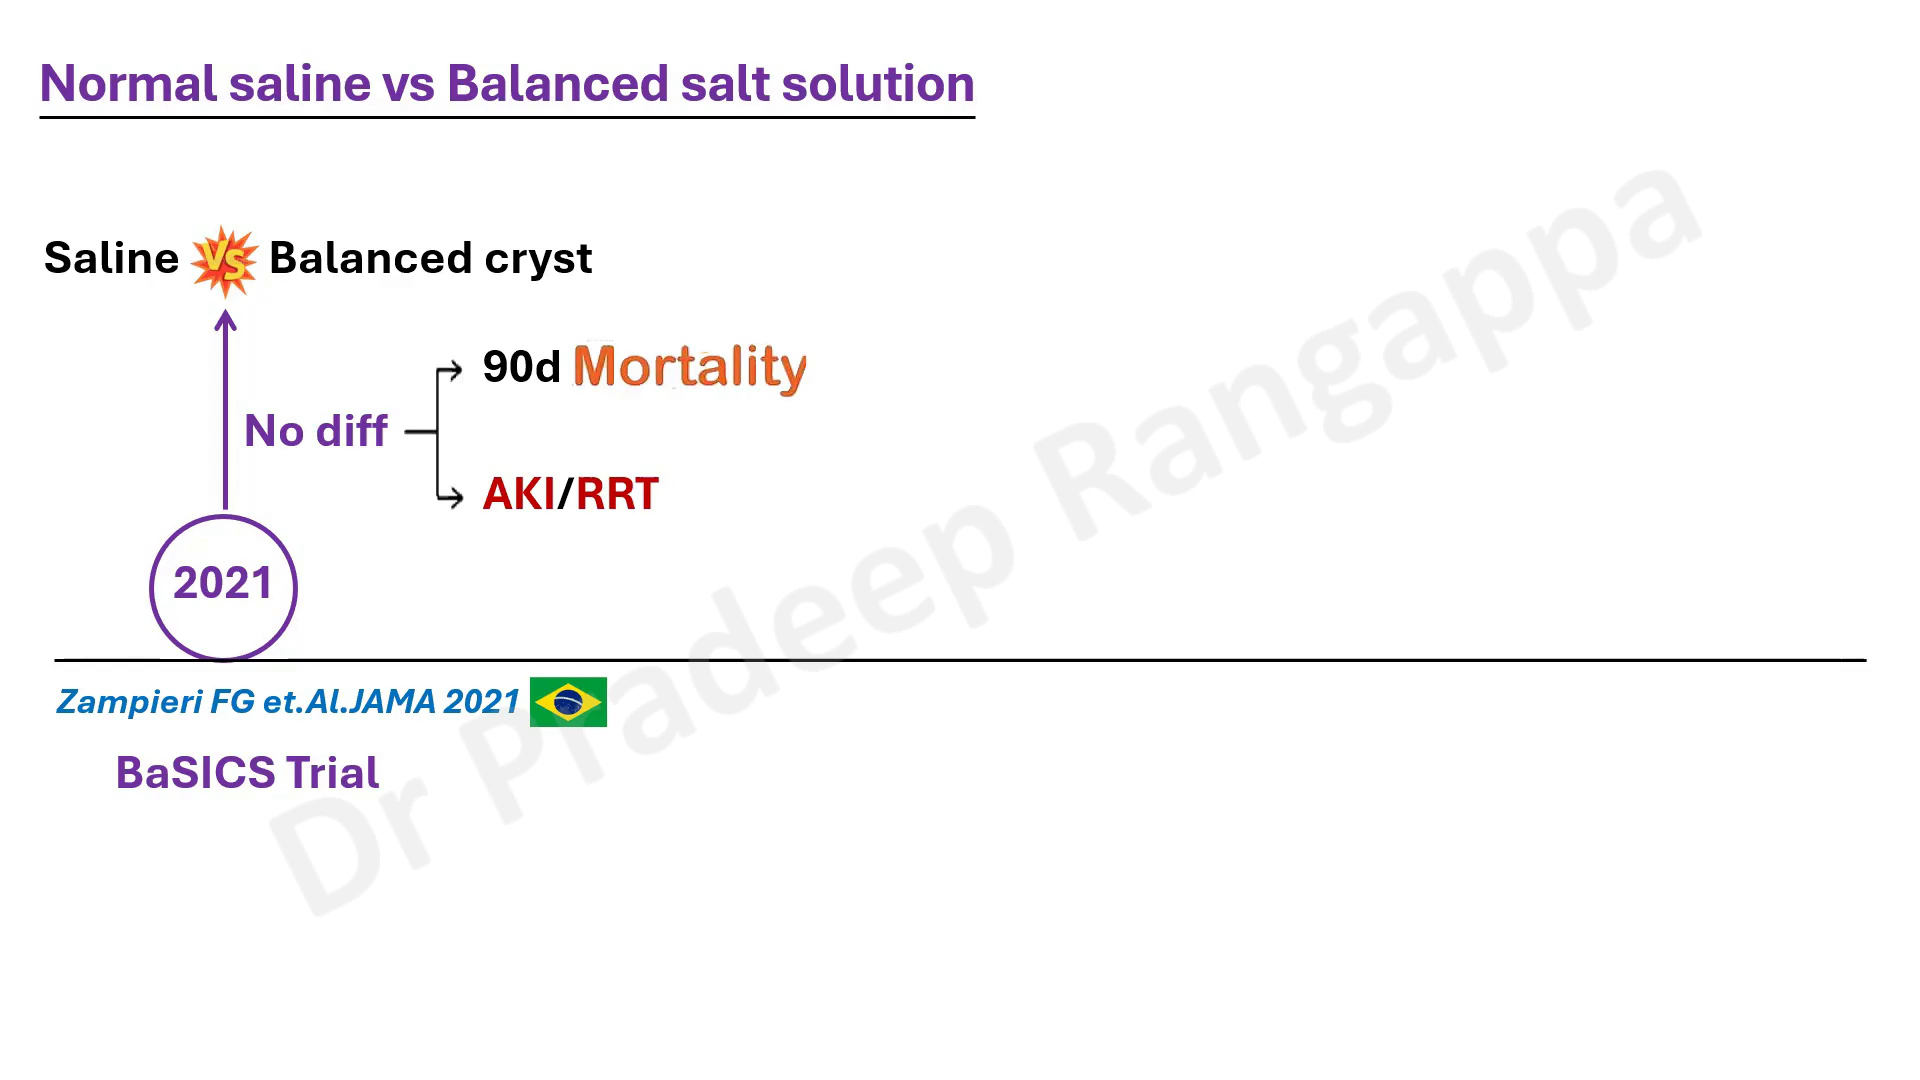 Normal saline vs Balanced salt solution
Saline VS Balanced cryst
90d Mortality
No diff
AKI/RRT
2021
Zampieri FG et.Al.JAMA 2021
BaSICS Trial
Dr Pradeep Rangappa